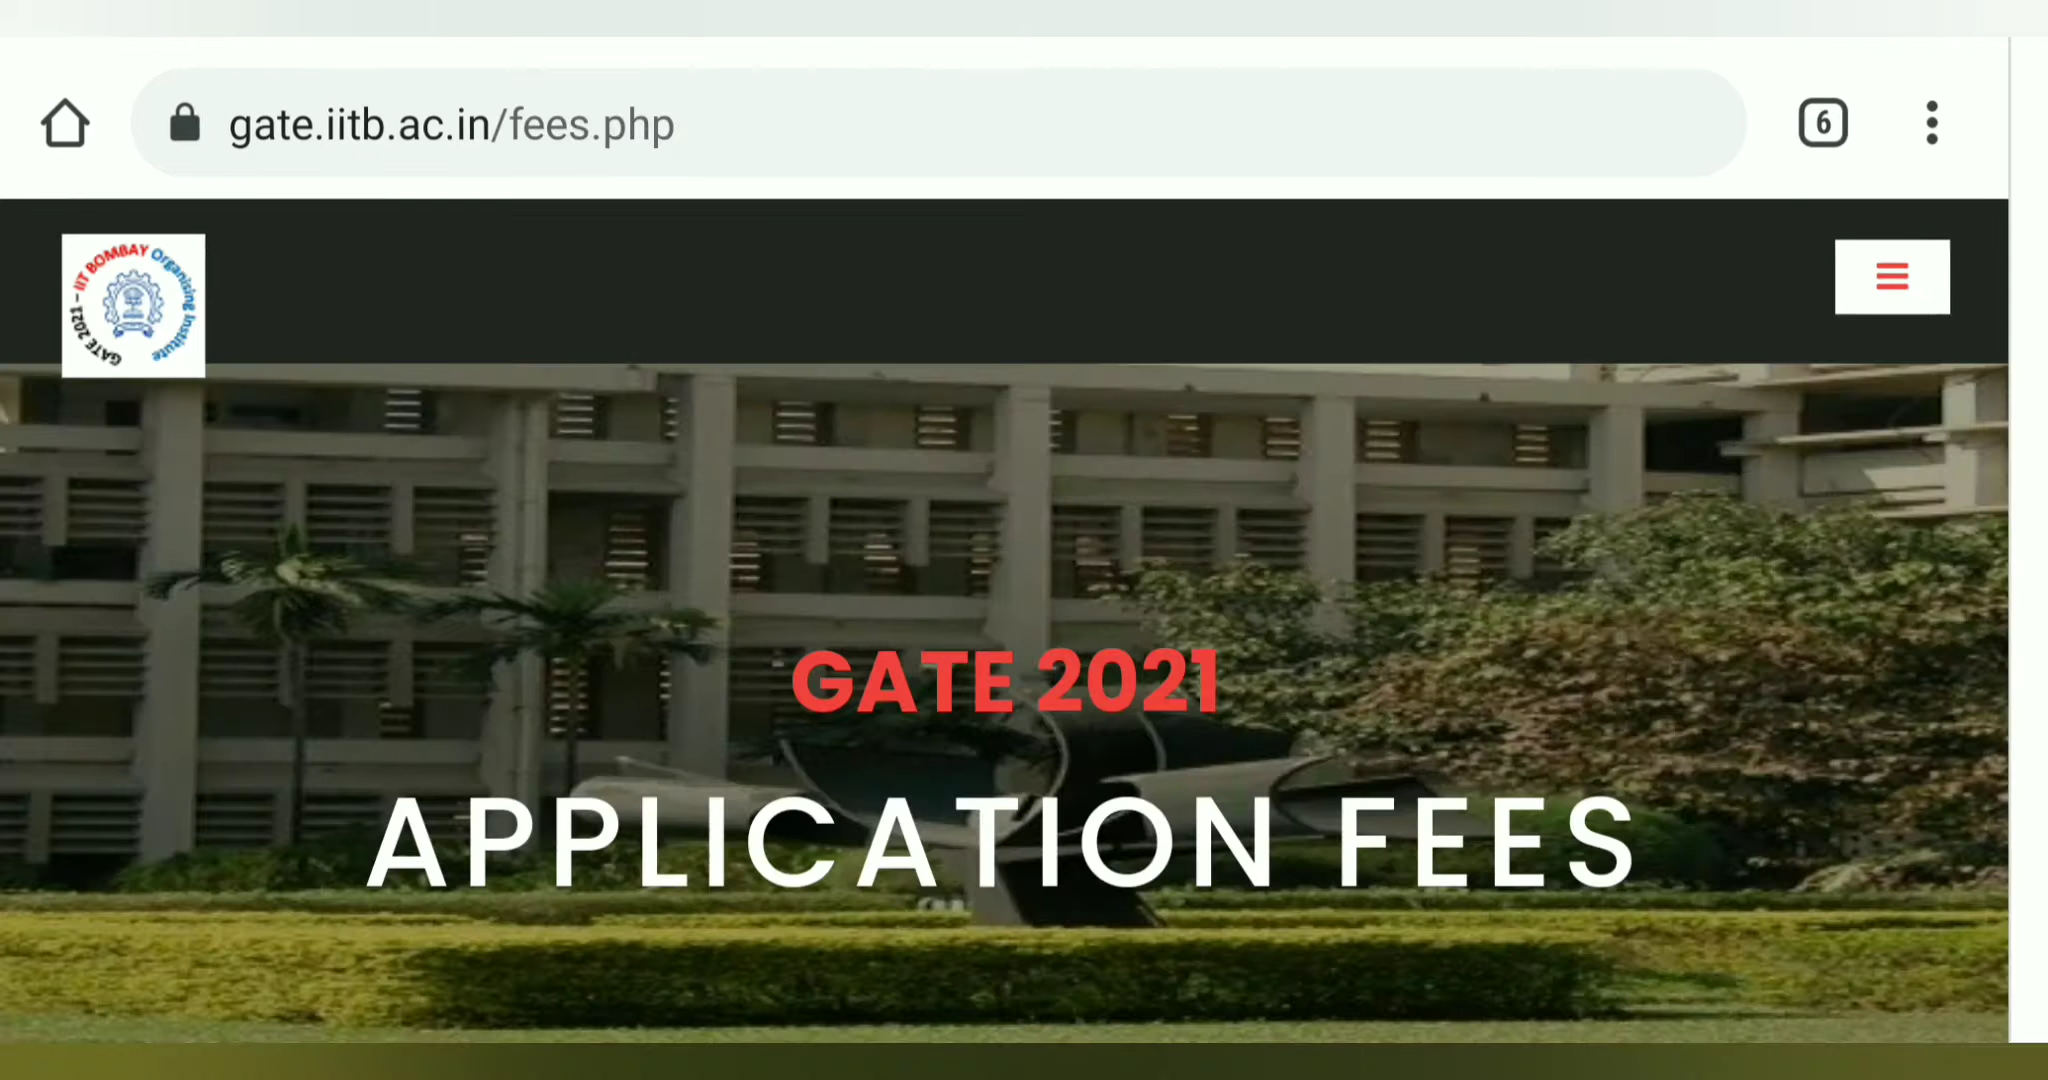 gate.iitb.ac.in/fees.php
6
GATE 2021 – IIT BOMBAY Organising Institute
GATE 2021
APPLICATION FEES